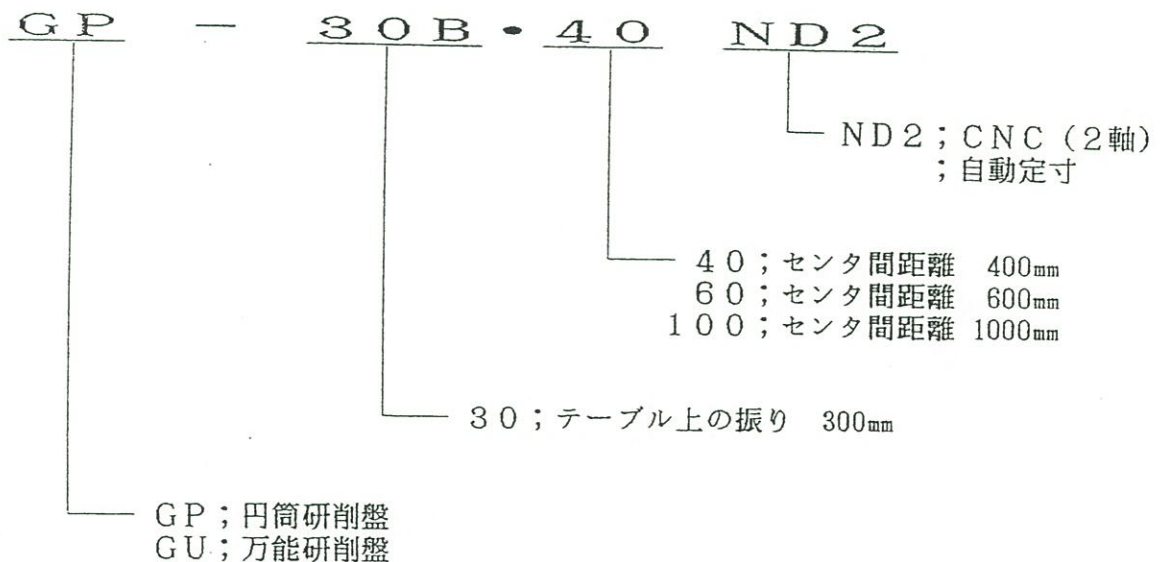 GP - 30B・40 ND2
ND2;CNC(2軸)
;自動定寸
40;センタ間距離 400mm
60;センタ間距離 600mm
100;センタ間距離 1000mm
30;テーブル上の振り 300mm
GP;円筒研削盤
GU;万能研削盤